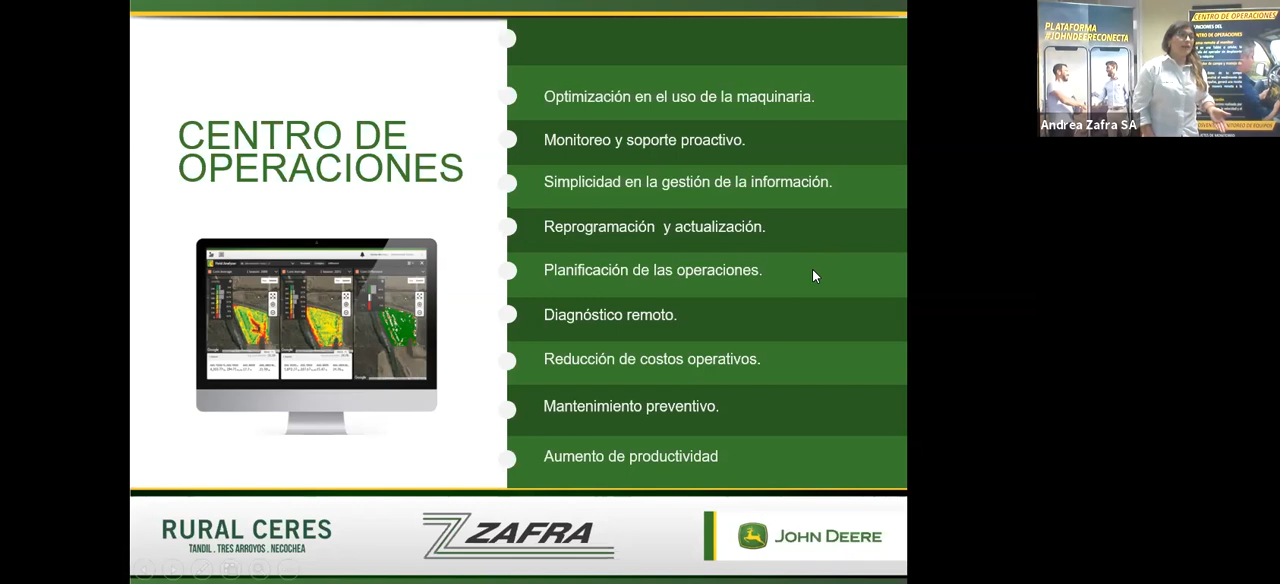 CENTRO DE
OPERACIONES
Optimización en el uso de la maquinaria.
Monitoreo y soporte proactivo.
Simplicidad en la gestión de la información.
Reprogramación y actualización.
Planificación de las operaciones.
Diagnóstico remoto.
Reducción de costos operativos.
Mantenimiento preventivo.
Aumento de productividad
RURAL CERES
TANDIL . TRES ARROYOS . NECOCHEA
ZAFRA
JOHN DEERE
PLATAFORMA
#JOHNDEERECONECTA
CENTRO DE OPERACIONES
Andrea Zafra SA